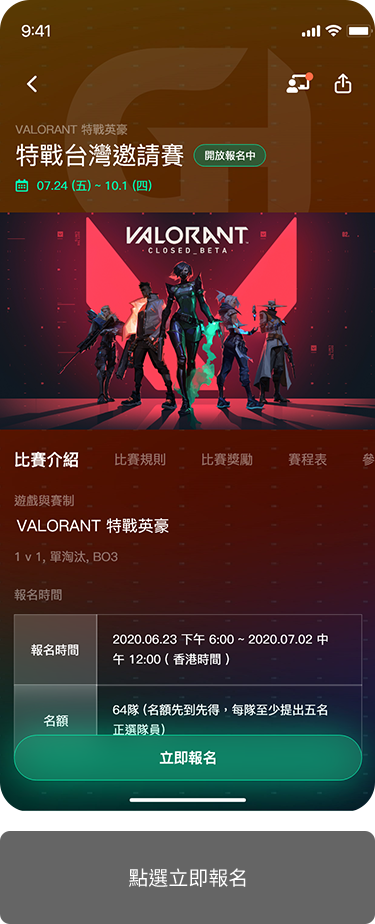 9:41
VALORANT 特戰英豪
特戰台灣邀請賽 開放報名中
07.24 (五) ~ 10.1 (四)
VALORANT
CLOSED_BETA
比賽介紹 比賽規則 比賽獎勵 賽程表 參
遊戲與賽制
VALORANT 特戰英豪
1 v 1, 單淘汰, BO3
報名時間
報名時間 2020.06.23 下午 6:00 ~ 2020.07.02 中
午 12:00 ( 香港時間 )
名額 64隊 (名額先到先得，每隊至少提出五名
正選隊員)
立即報名
點選立即報名